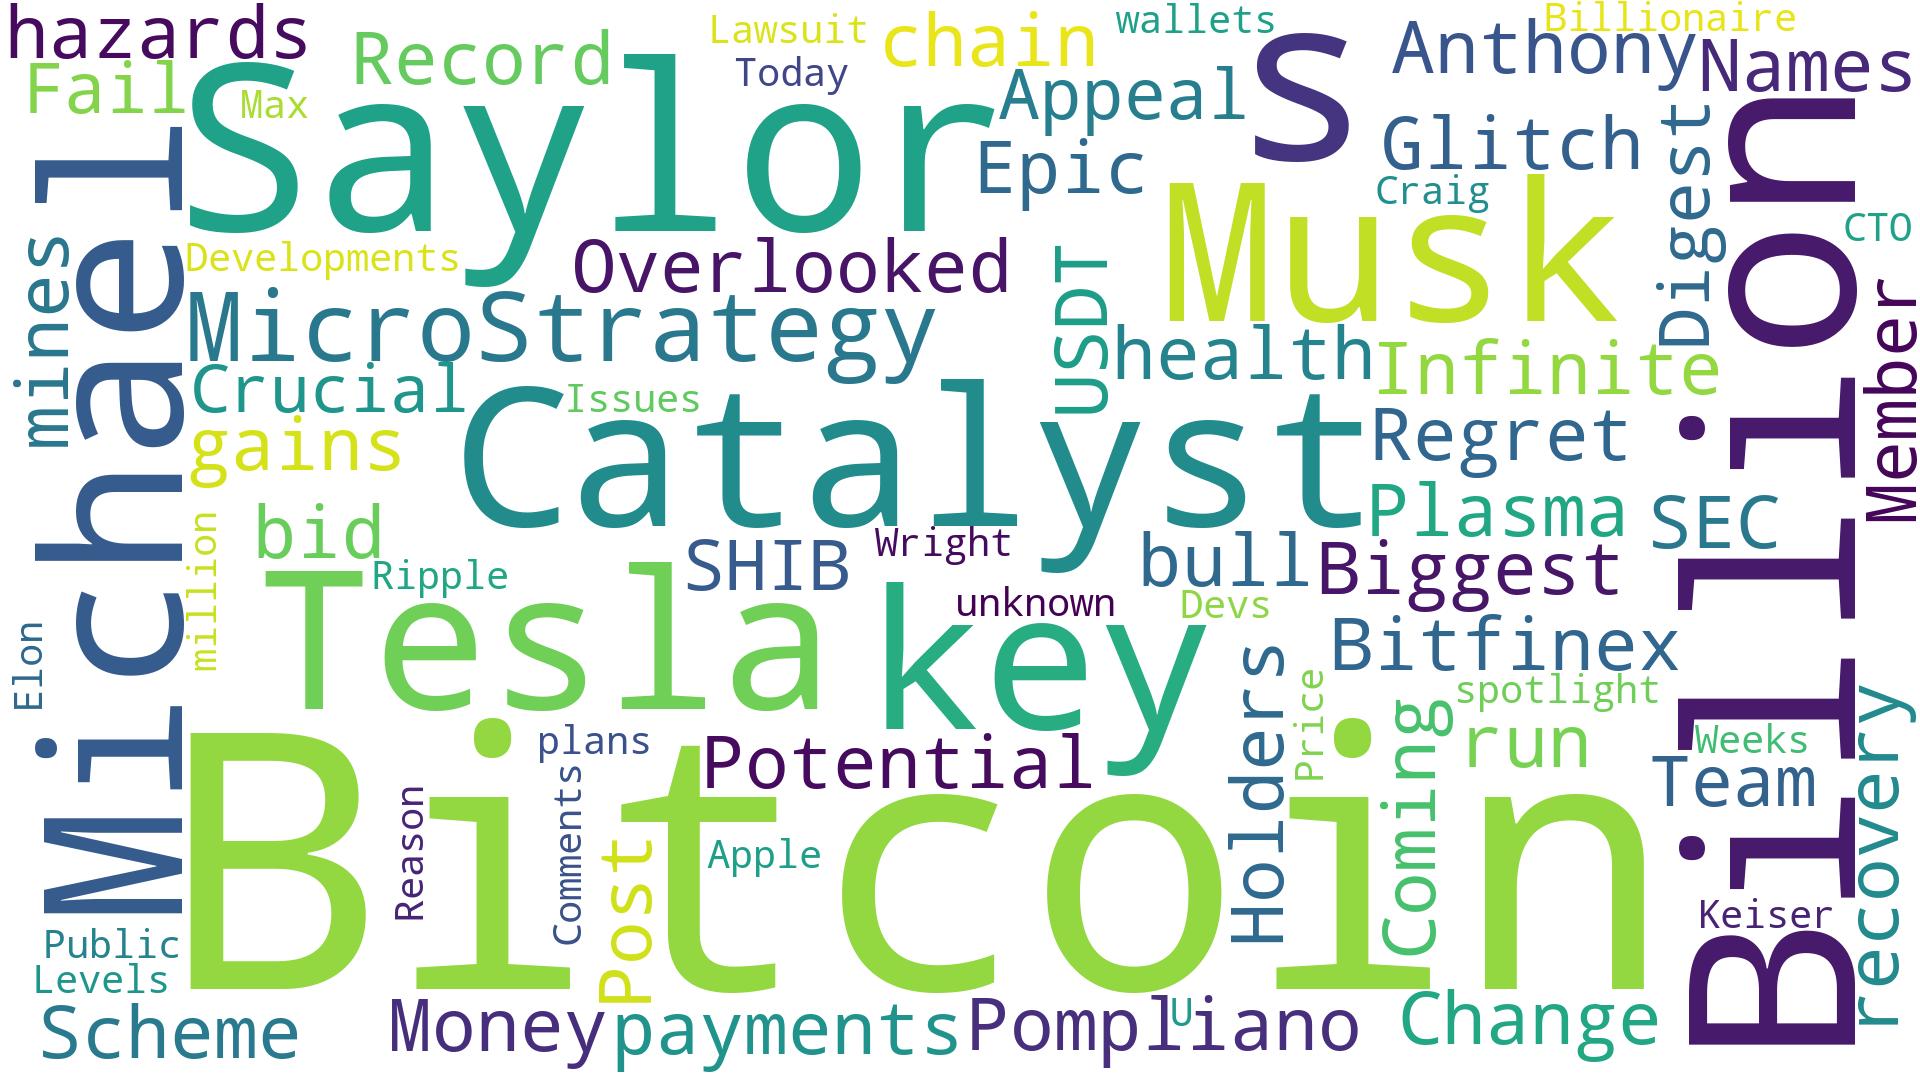 hazards
Record
Lawsuit
chain
wallets
s
Anthony
Billionaire
Names
Fail
Max
Saylor
Today
Appeal
Epic
Glitch
Craig
Musk
Digest
CTO
Billion
Member
Michael
mines
Developments
Overlooked
USDT
MicroStrategy
health
Infinite
Crucial
Issues
Catalyst
gains
Regret
Plasma
SEC
million
bid
Ripple
SHIB
Wright
bull
Biggest
Tesla
key
unknown
Devs
Elon
Bitfinex
Holders
Price
spotlight
Coming
run
Weeks
Team
recovery
plans
Potential
Bitcoin
Reason
Comments
Post
Apple
Keiser
Public
Levels
Scheme
Money
payments
Pompliano
U
Change